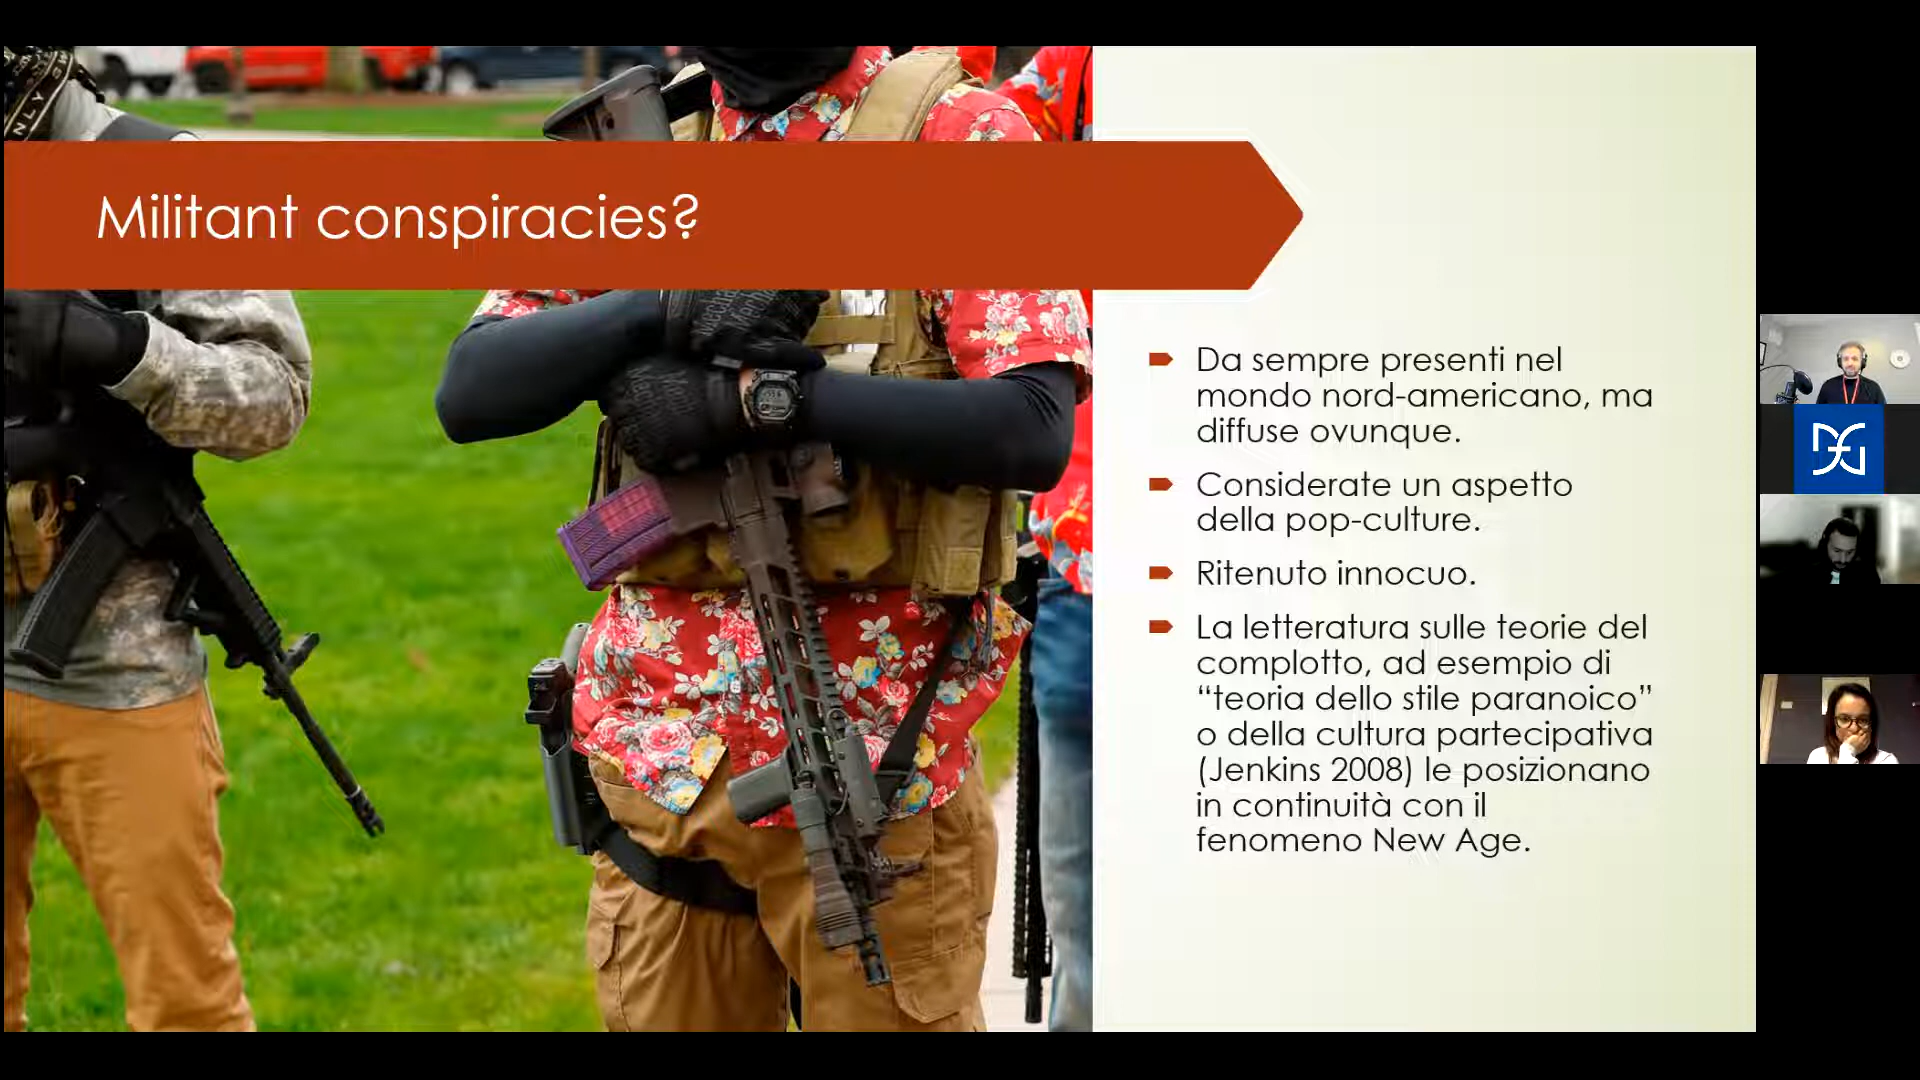 NLY
Militant conspiracies?
Da sempre presenti nel
mondo nord-americano, ma
diffuse ovunque.
Considerate un aspetto
della pop-culture.
Ritenuto innocuo.
La letteratura sulle teorie del
complotto, ad esempio di
“teoria dello stile paranoico”
o della cultura partecipativa
(Jenkins 2008) le posizionano
in continuità con il
fenomeno New Age.